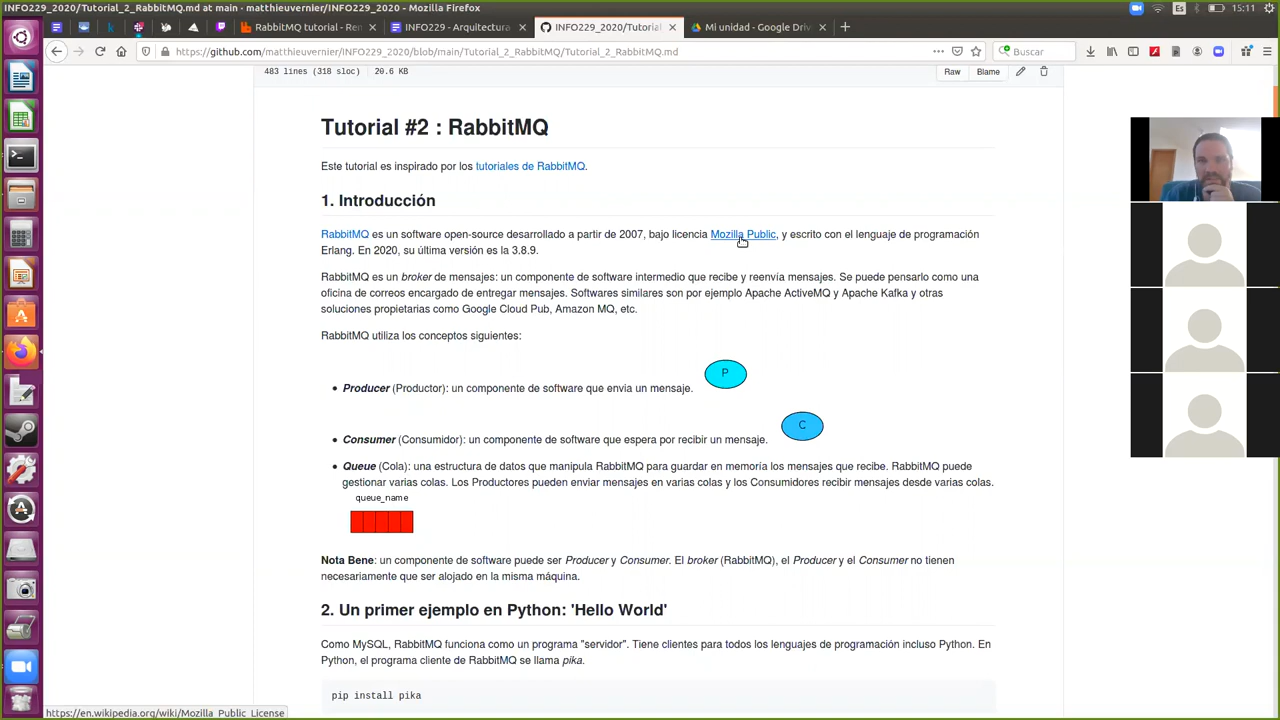 INFO229_2020/Tutorial_2_RabbitMQ.md at main · matthieuvernier/INFO229_2020 - Mozilla Firefox
Es
15:11
RabbitMQ tutorial - Re
INFO229 - Arquitectura
INFO229_2020/Tutorial
Mi unidad - Google Driv
https://github.com/matthieuvernier/INFO229_2020/blob/main/Tutorial_2_RabbitMQ/Tutorial_2_RabbitMQ.md
Buscar
483 lines (318 sloc) 20.6 KB
Raw
Blame
Tutorial #2 : RabbitMQ
Este tutorial es inspirado por los tutoriales de RabbitMQ.
1. Introducción
RabbitMQ es un software open-source desarrollado a partir de 2007, bajo licencia Mozilla Public, y escrito con el lenguaje de programación
Erlang. En 2020, su última versión es la 3.8.9.
RabbitMQ es un broker de mensajes: un componente de software intermedio que recibe y reenvía mensajes. Se puede pensarlo como una
oficina de correos encargado de entregar mensajes. Softwares similares son por ejemplo Apache ActiveMQ y Apache Kafka y otras
soluciones propietarias como Google Cloud Pub, Amazon MQ, etc.
RabbitMQ utiliza los conceptos siguientes:
P
Producer (Productor): un componente de software que envia un mensaje.
C
Consumer (Consumidor): un componente de software que espera por recibir un mensaje.
Queue (Cola): una estructura de datos que manipula RabbitMQ para guardar en memoría los mensajes que recibe. RabbitMQ puede
gestionar varias colas. Los Productores pueden enviar mensajes en varias colas y los Consumidores recibir mensajes desde varias colas.
queue_name
Nota Bene: un componente de software puede ser Producer y Consumer. El broker (RabbitMQ), el Producer y el Consumer no tienen
necesariamente que ser alojado en la misma máquina.
2. Un primer ejemplo en Python: 'Hello World'
Como MySQL, RabbitMQ funciona como un programa "servidor". Tiene clientes para todos los lenguajes de programación incluso Python. En
Python, el programa cliente de RabbitMQ se llama pika.
pip install pika
https://en.wikipedia.org/wiki/Mozilla_Public_License